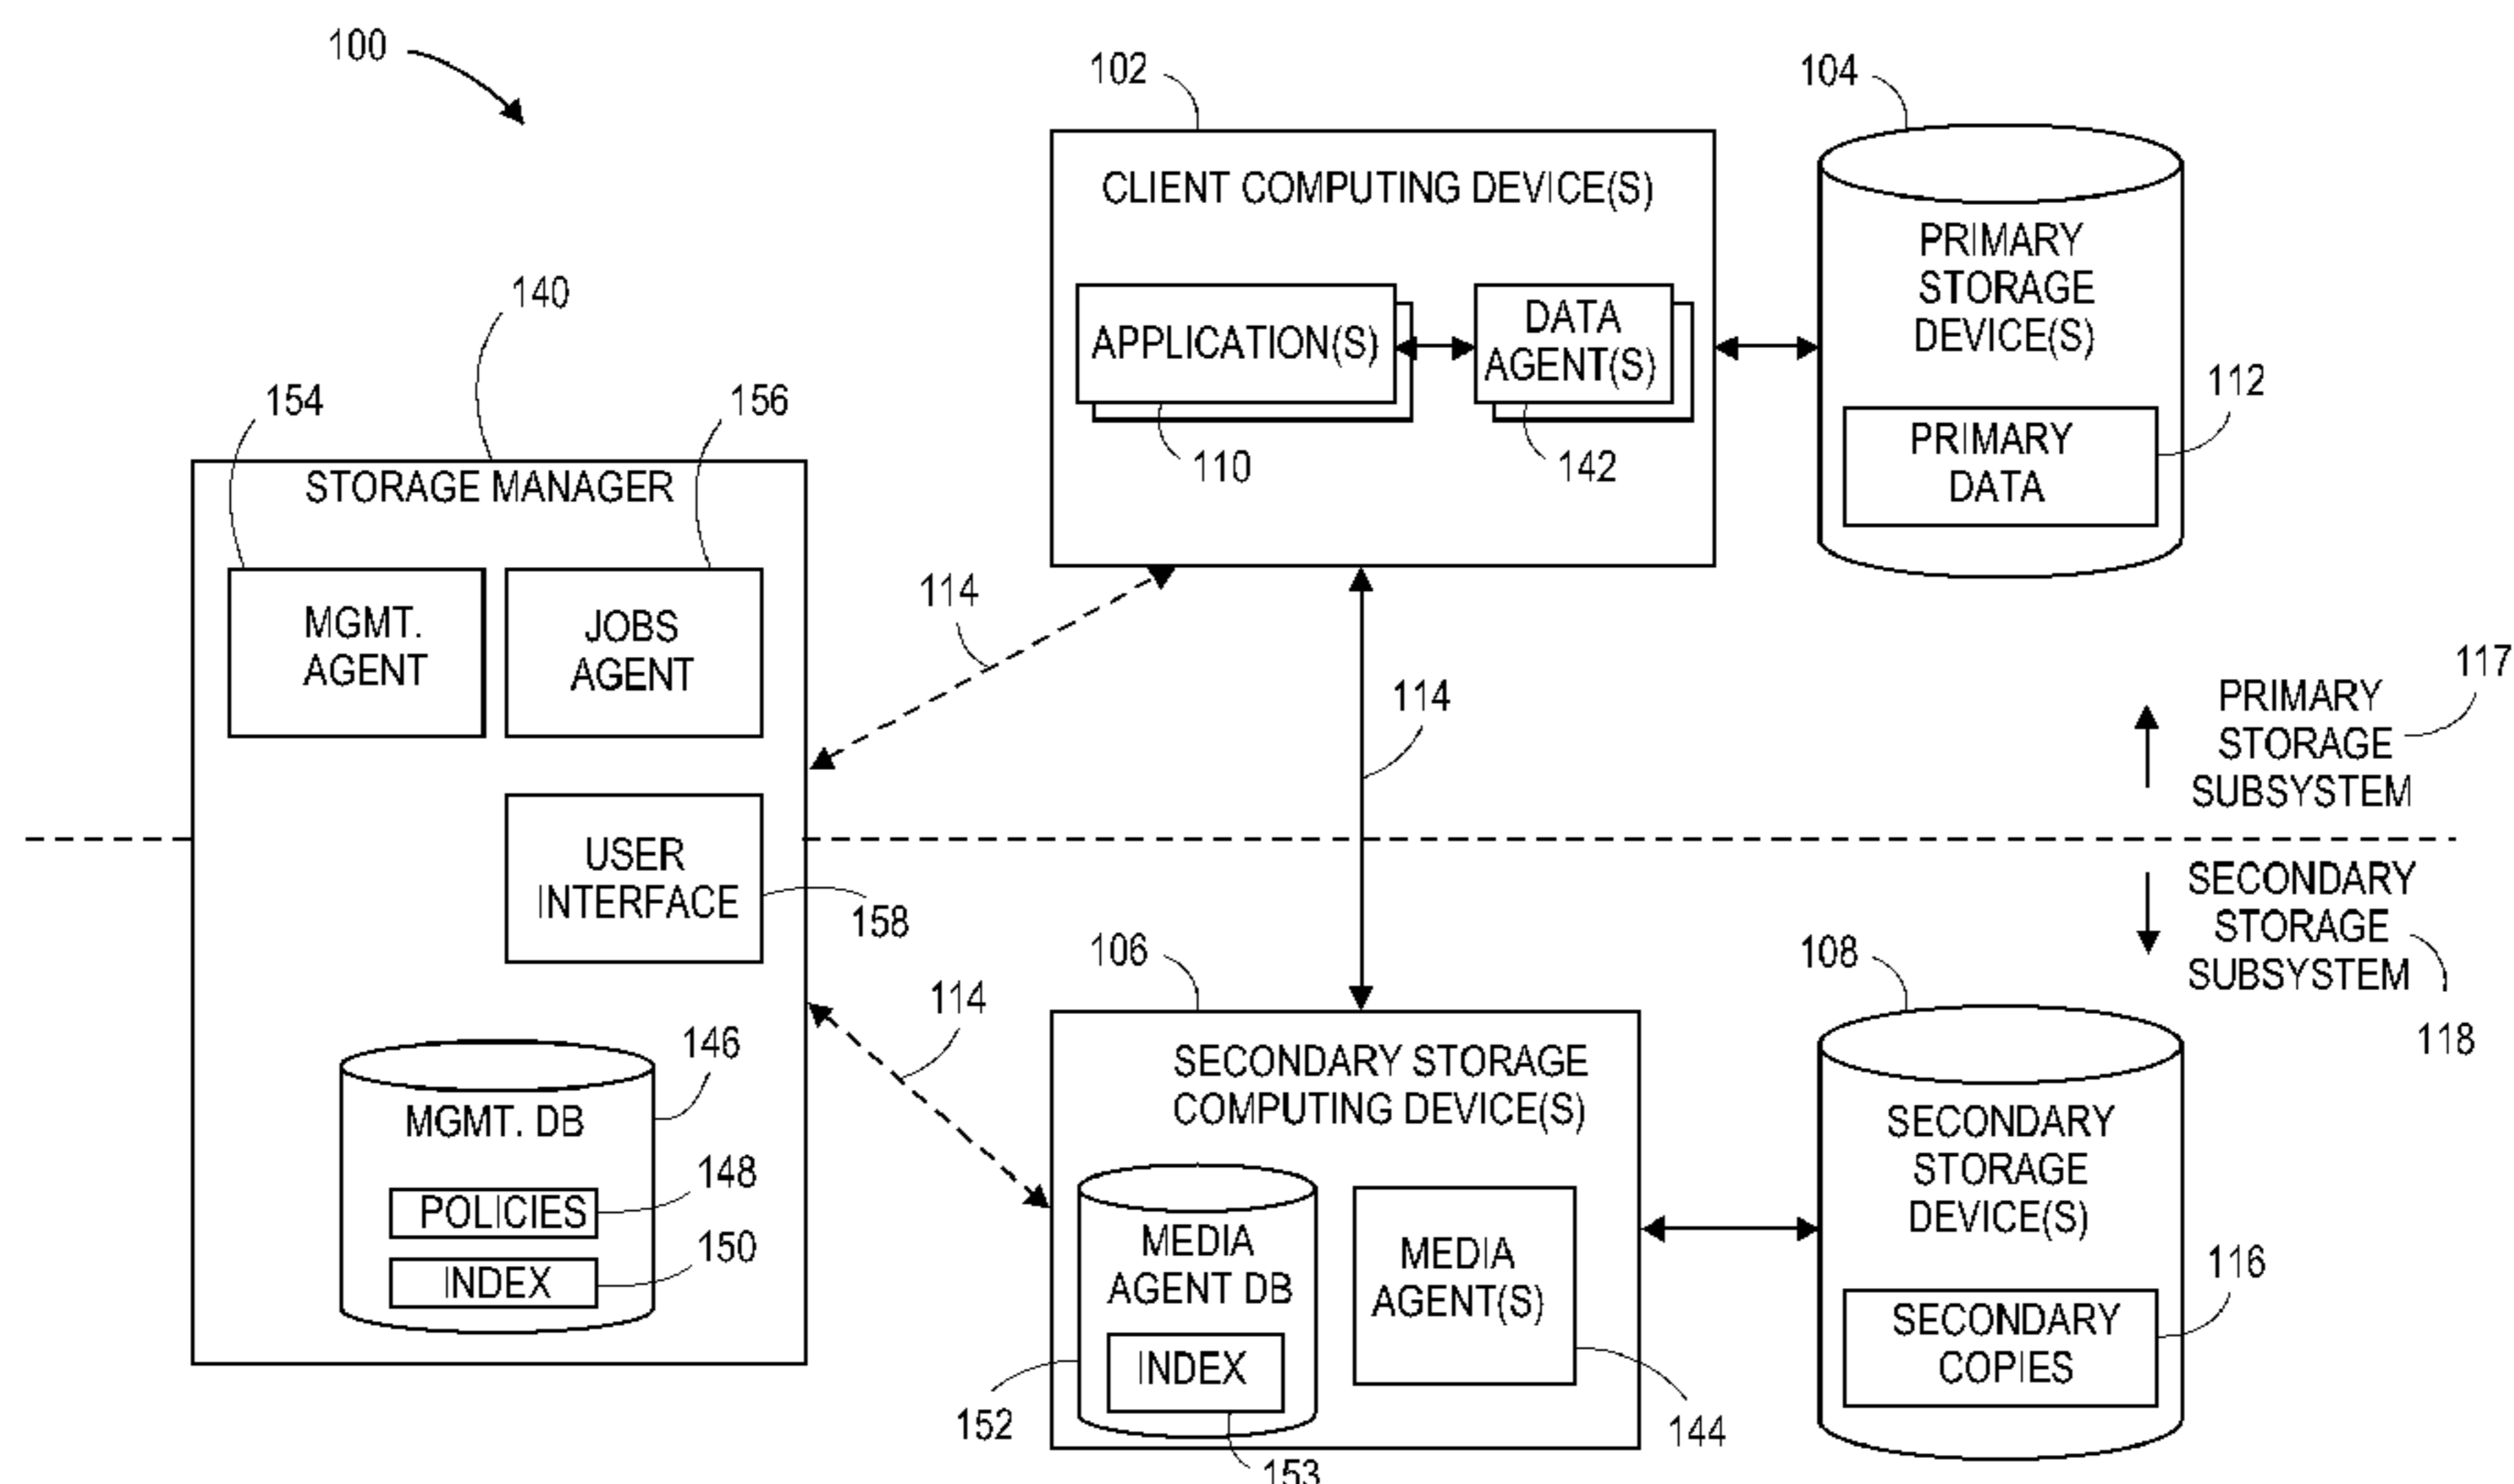 100
102
104
CLIENT COMPUTING DEVICE(S)
APPLICATION(S)
DATA
AGENT(S)
110
142
PRIMARY
STORAGE
DEVICE(S)
112
PRIMARY
DATA
140
154
156
STORAGE MANAGER
MGMT.
AGENT
JOBS
AGENT
114
114
117
PRIMARY
STORAGE
SUBSYSTEM
USER
INTERFACE
158
SECONDARY
STORAGE
SUBSYSTEM
118
114
106
108
146
MGMT. DB
148
POLICIES
150
INDEX
SECONDARY STORAGE
COMPUTING DEVICE(S)
MEDIA
AGENT DB
INDEX
MEDIA
AGENT(S)
152
153
144
SECONDARY
STORAGE
DEVICE(S)
116
SECONDARY
COPIES